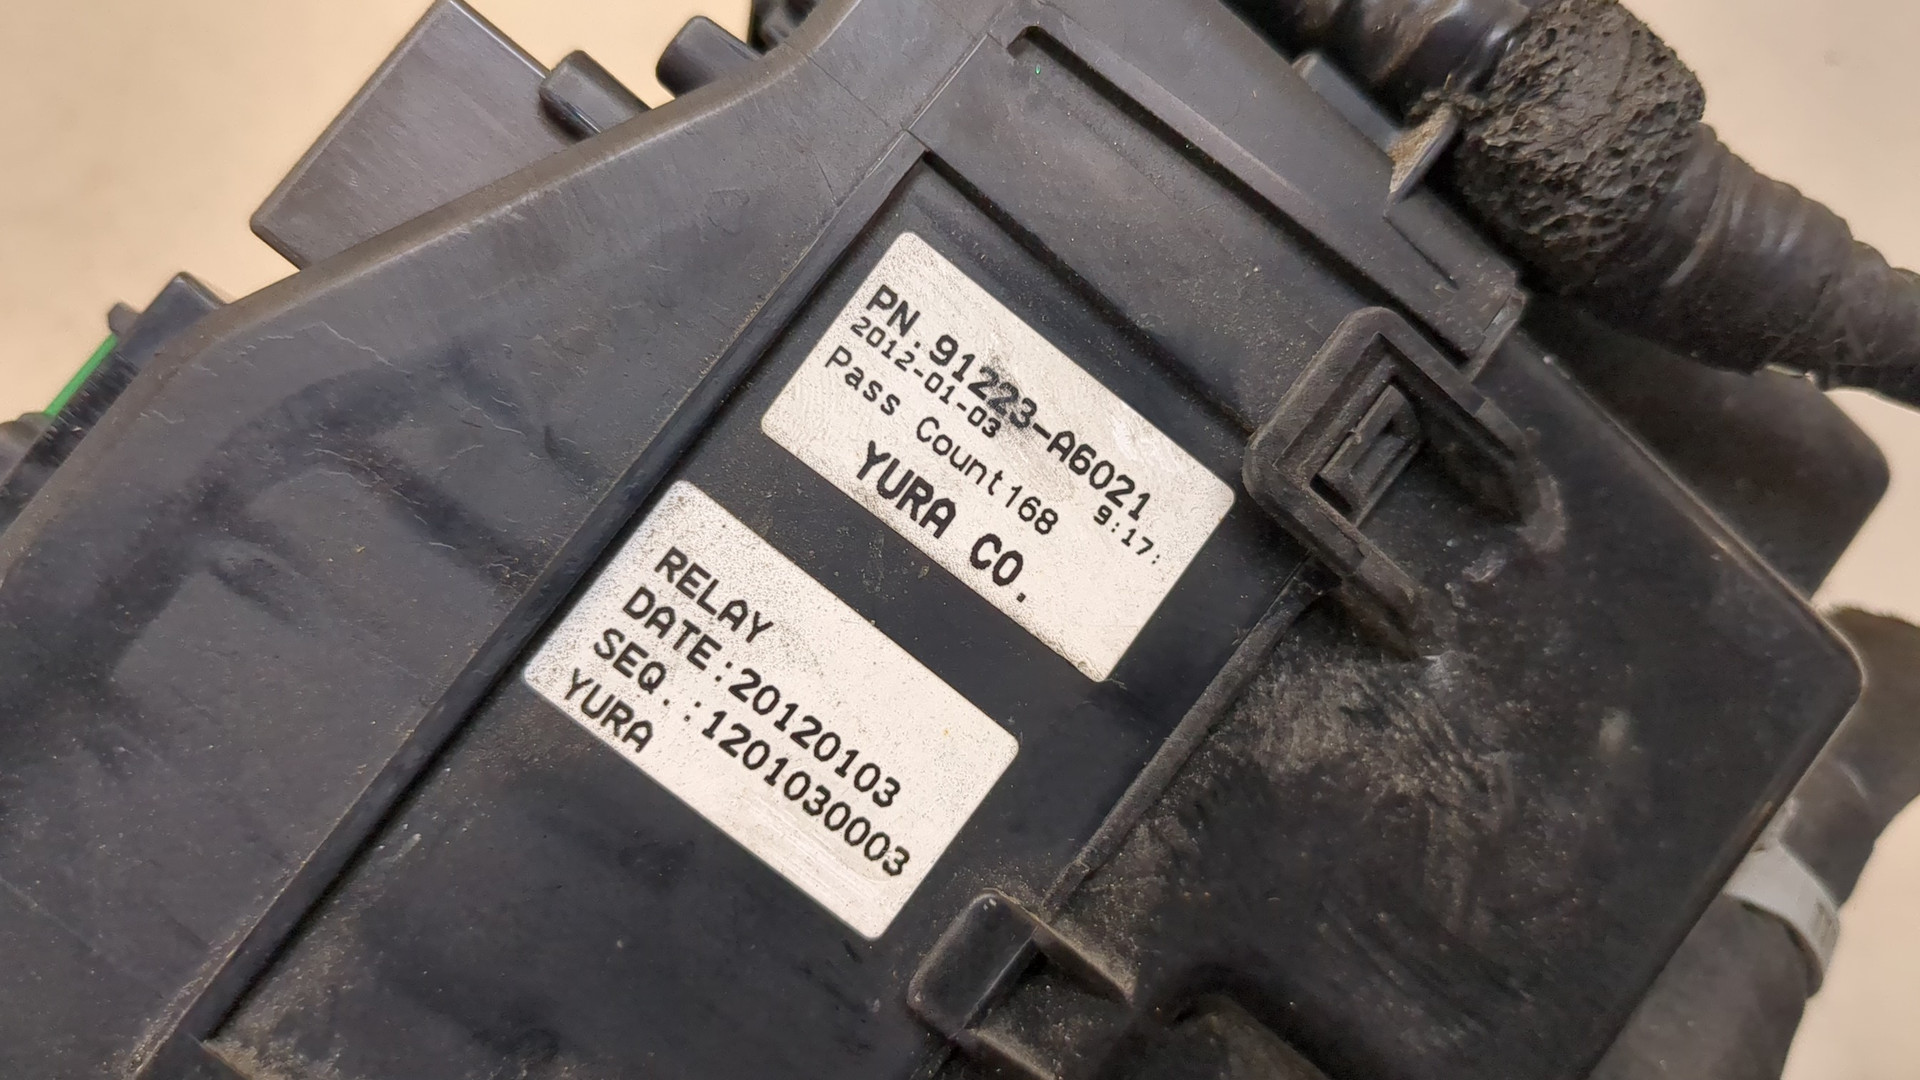 PN.91223-A6021
2012-01-03 9:17:
Pass Count168
YURA CO.
RELAY
DATE:20120103
SEQ.:1201030003
YURA